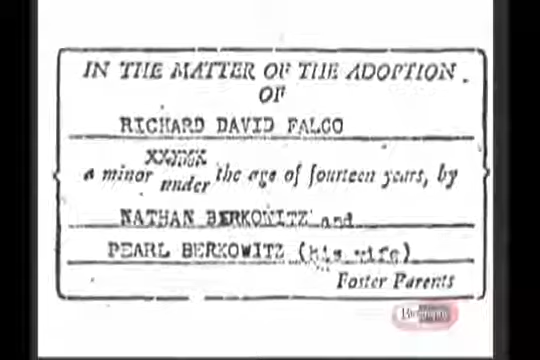 IN THE MATTER OF THE ADOPTION
OF
RICHARD DAVID FALCO
a minor under the age of fourteen years, by
NATHAN BERKOWITZ and
PEARL BERKOWITZ (his wife)
Foster Parents